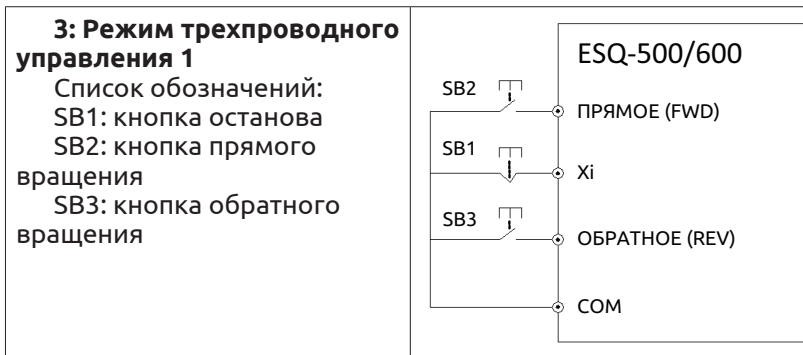 3: Режим трехпроводного
управления 1
Список обозначений:
SB1: кнопка останова
SB2: кнопка прямого
вращения
SB3: кнопка обратного
вращения
ESQ-500/600
SB2
ПРЯМОЕ (FWD)
SB1
Xi
SB3
ОБРАТНОЕ (REV)
COM